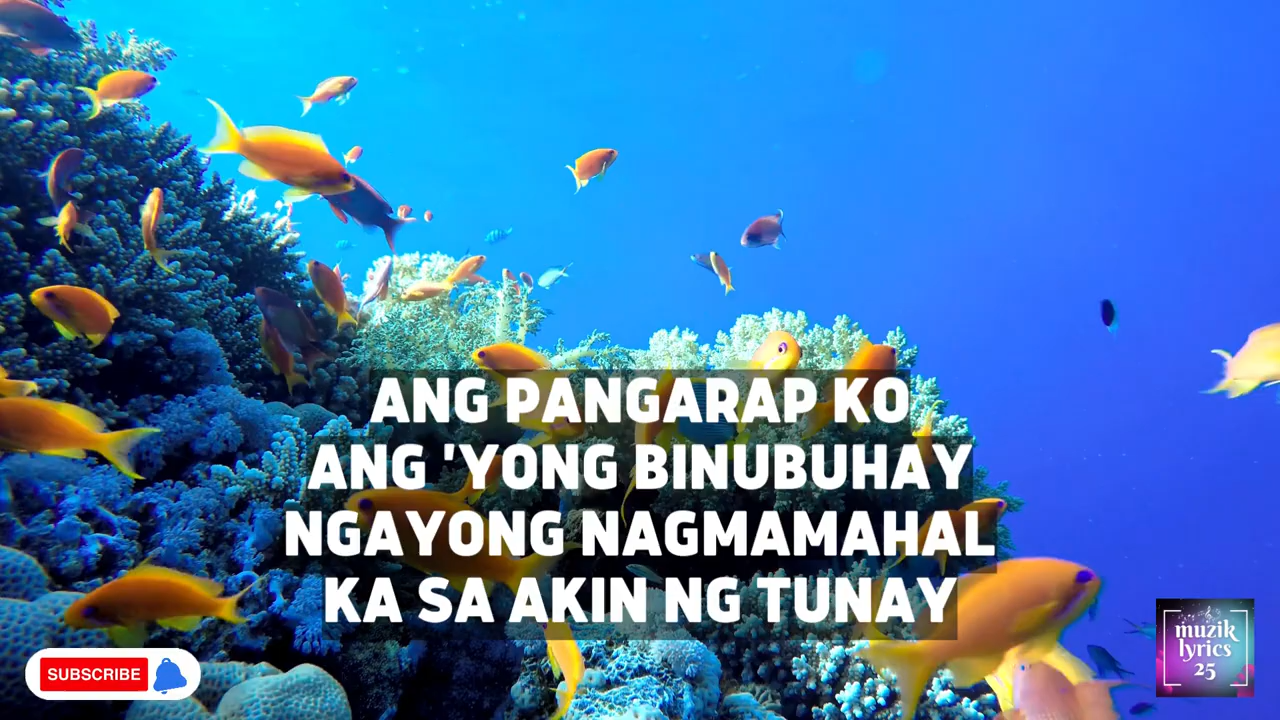 ANG PANGARAP KO
ANG 'YONG BINUBUHAY
NGAYONG NAGMAMAHAL
KA SA AKIN NG TUNAY
SUBSCRIBE
muzik
lyrics
25